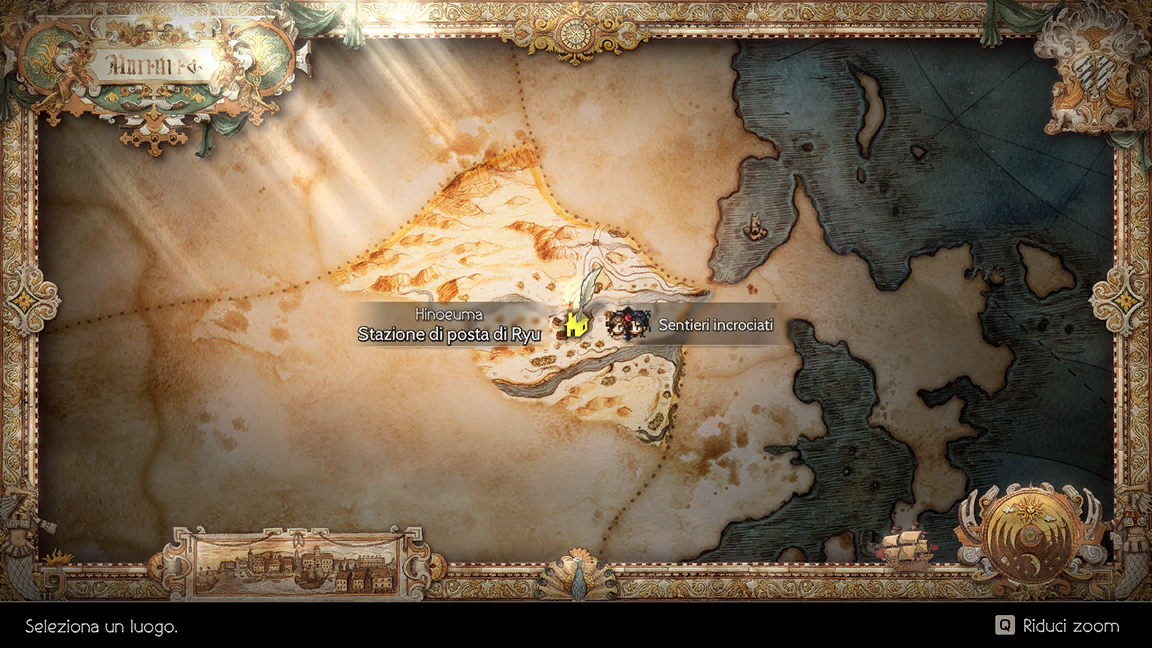 Hinoeuma
Stazione di posta di Ryu
Sentieri incrociati
Seleziona un luogo.
Q Riduci zoom